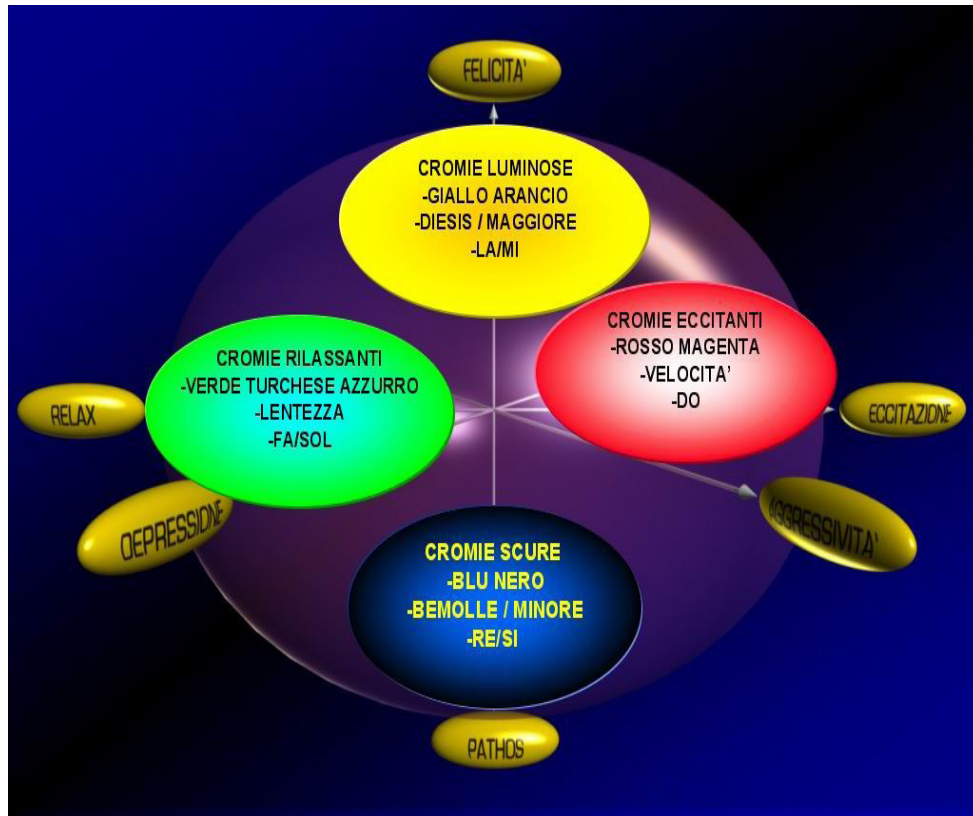 FELICITA'
CROMIE LUMINOSE
-GIALLO ARANCIO
-DIESIS / MAGGIORE
-LA/MI
CROMIE ECCITANTI
-ROSSO MAGENTA
-VELOCITA'
-DO
CROMIE RILASSANTI
-VERDE TURCHESE AZZURRO
-LENTEZZA
-FA/SOL
RELAX
ECCITAZIONE
DEPRESSIONE
AGGRESSIVITA'
CROMIE SCURE
-BLU NERO
-BEMOLLE / MINORE
-RE/SI
PATHOS